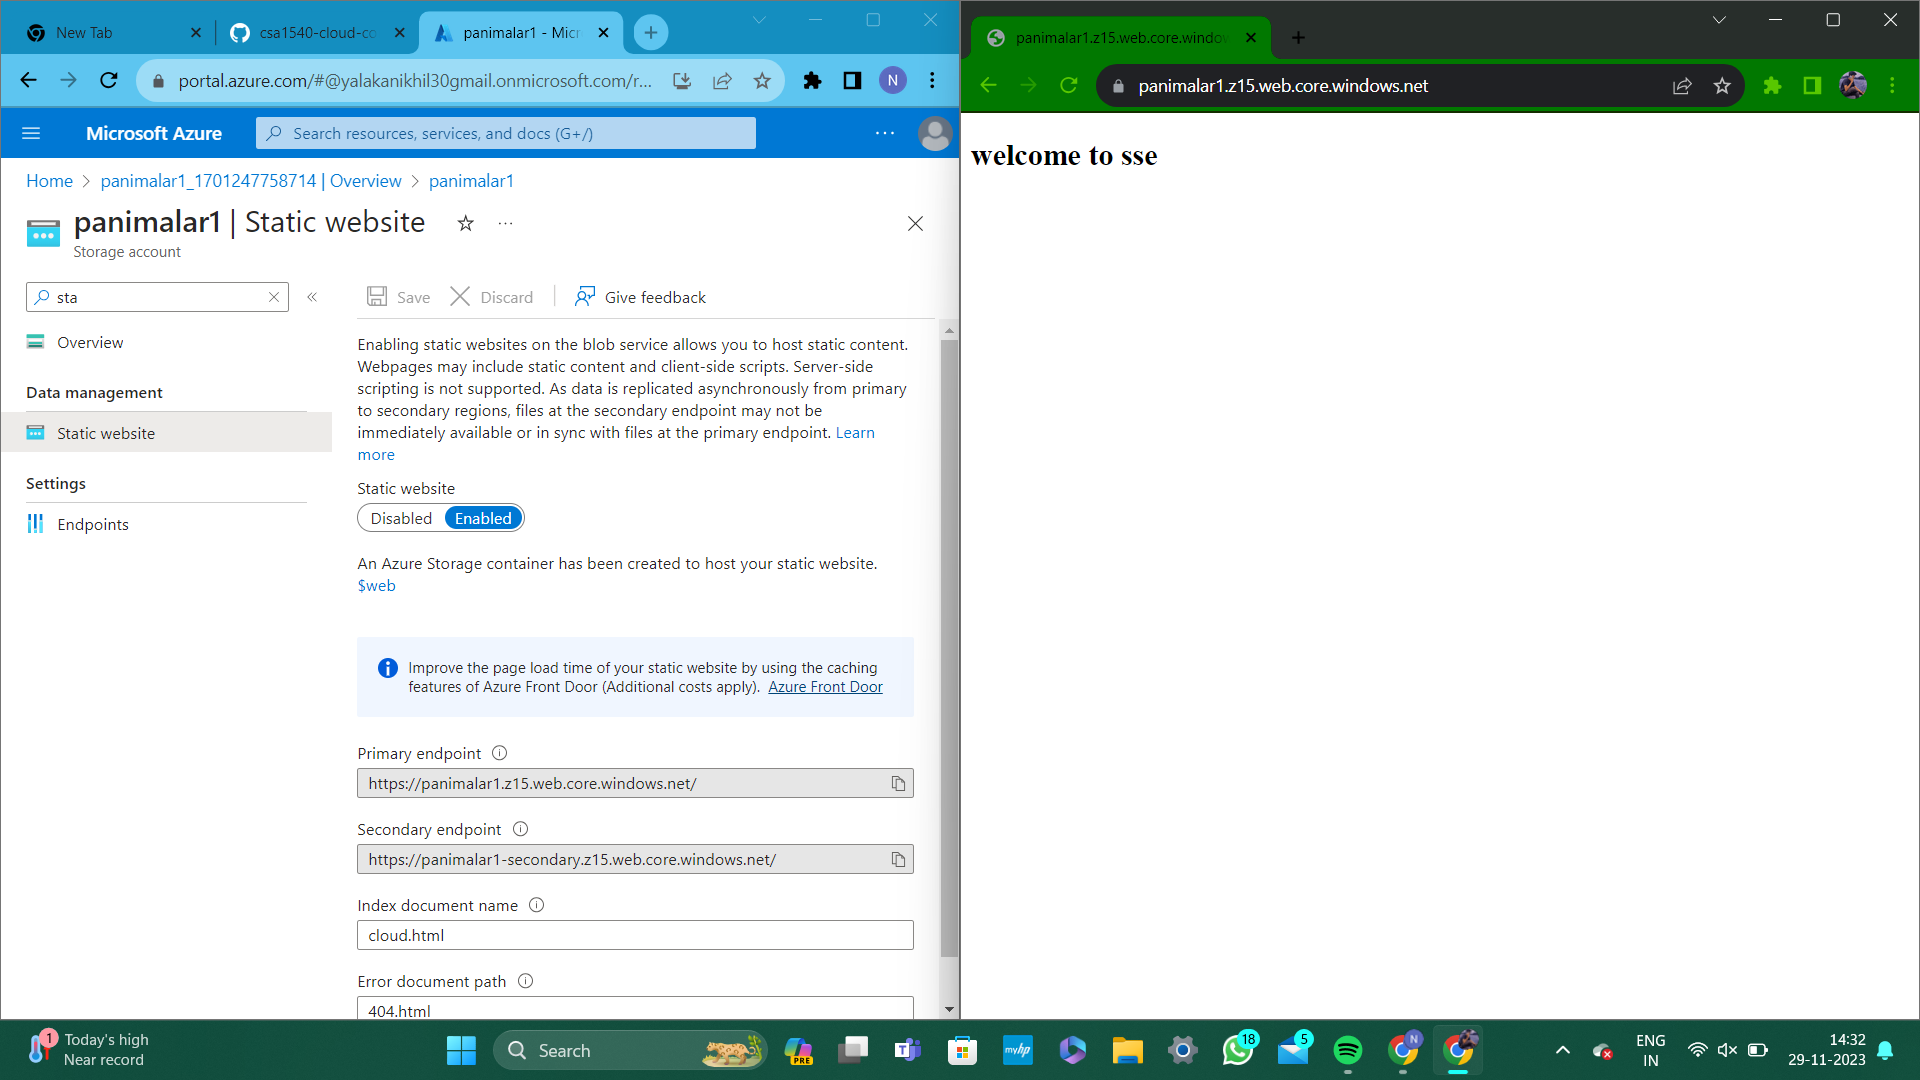 New Tab
csa1540-cloud-co
panimalar1 - Micr
portal.azure.com/#@yalakanikhil30gmail.onmicrosoft.com/r...
N
Microsoft Azure
Search resources, services, and docs (G+/)
Home > panimalar1_1701247758714 | Overview > panimalar1
panimalar1 | Static website
Storage account
sta
Overview
Data management
Static website
Settings
Endpoints
Save
Discard
Give feedback
Enabling static websites on the blob service allows you to host static content.
Webpages may include static content and client-side scripts. Server-side
scripting is not supported. As data is replicated asynchronously from primary
to secondary regions, files at the secondary endpoint may not be
immediately available or in sync with files at the primary endpoint. Learn
more
Static website
Disabled Enabled
An Azure Storage container has been created to host your static website.
$web
Improve the page load time of your static website by using the caching
features of Azure Front Door (Additional costs apply). Azure Front Door
Primary endpoint
https://panimalar1.z15.web.core.windows.net/
Secondary endpoint
https://panimalar1-secondary.z15.web.core.windows.net/
Index document name
cloud.html
Error document path
404.html
panimalar1.z15.web.core.windo
panimalar1.z15.web.core.windows.net
welcome to sse
1
Today's high
Near record
Search
PRE
myhp
18
5
N
ENG
IN
14:32
29-11-2023